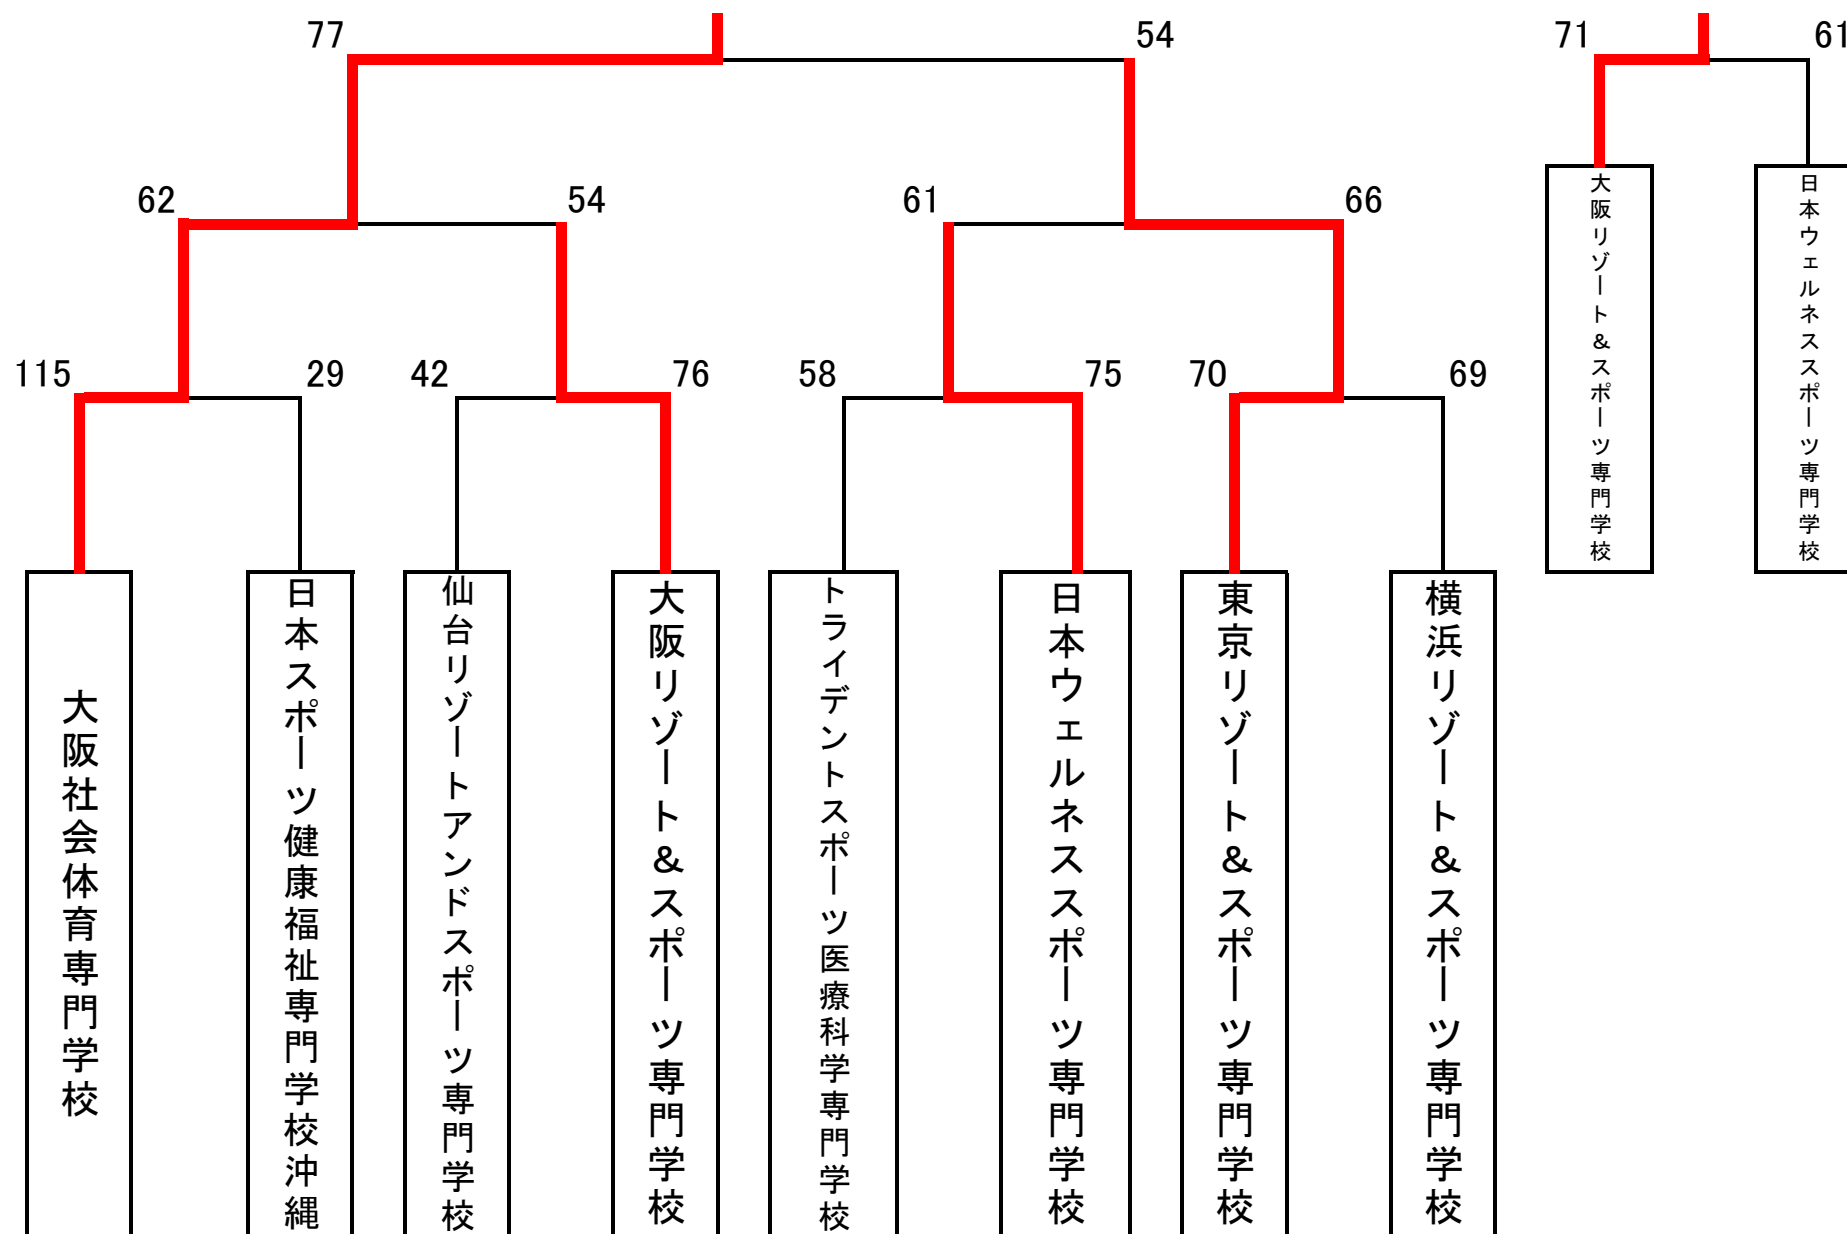 77
54
71
61
62
54
61
66
115
29
42
76
58
75
70
69
大阪リゾート&スポーツ専門学校
日本ウェルネススポーツ専門学校
大阪社会体育専門学校
日本スポーツ健康福祉専門学校沖縄
仙台リゾートアンドスポーツ専門学校
大阪リゾート&スポーツ専門学校
トライデントスポーツ医療科学専門学校
日本ウェルネススポーツ専門学校
東京リゾート&スポーツ専門学校
横浜リゾート&スポーツ専門学校